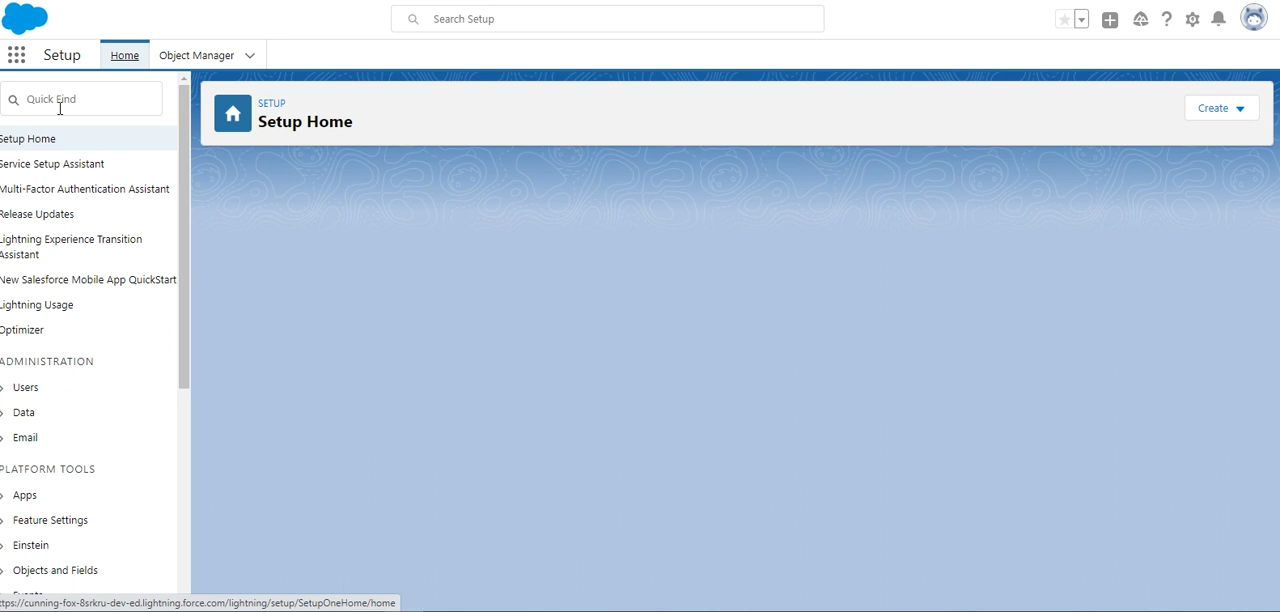 Search Setup
Setup
Home
Object Manager
Quick Find
Setup Home
Service Setup Assistant
Multi-Factor Authentication Assistant
Release Updates
Lightning Experience Transition
Assistant
New Salesforce Mobile App QuickStart
Lightning Usage
Optimizer
ADMINISTRATION
Users
Data
Email
PLATFORM TOOLS
Apps
Feature Settings
Einstein
Objects and Fields
SETUP
Setup Home
Create
ttps://cunning-fox-8srkru-dev-ed.lightning.force.com/lightning/setup/SetupOneHome/home